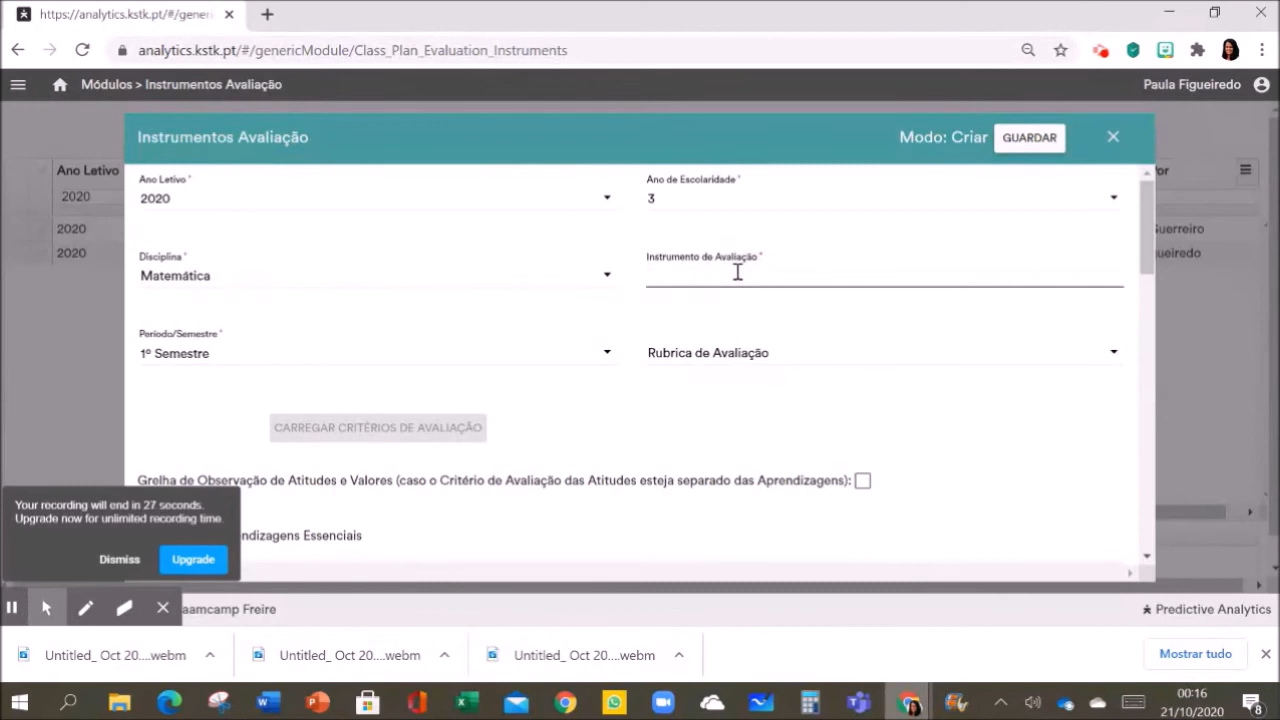 https://analytics.kstk.pt/#/gener
analytics.kstk.pt/#/genericModule/Class_Plan_Evaluation_Instruments
Módulos > Instrumentos Avaliação
Paula Figueiredo
Instrumentos Avaliação
Modo: Criar
GUARDAR
Ano Letivo
2020
2020
2020
Ano Letivo *
2020
Ano de Escolaridade *
3
Disciplina *
Matemática
Instrumento de Avaliação *
Período/Semestre *
1º Semestre
Rubrica de Avaliação
CARREGAR CRITÉRIOS DE AVALIAÇÃO
Grelha de Observação de Atitudes e Valores (caso o Critério de Avaliação das Atitudes esteja separado das Aprendizagens):
ndizagens Essenciais
Por
Guerreiro
gueiredo
Your recording will end in 27 seconds.
Upgrade now for unlimited recording time.
Dismiss
Upgrade
aamcamp Freire
Predictive Analytics
Untitled_ Oct 20....webm
Untitled_ Oct 20....webm
Untitled_ Oct 20....webm
Mostrar tudo
00:16
21/10/2020
8